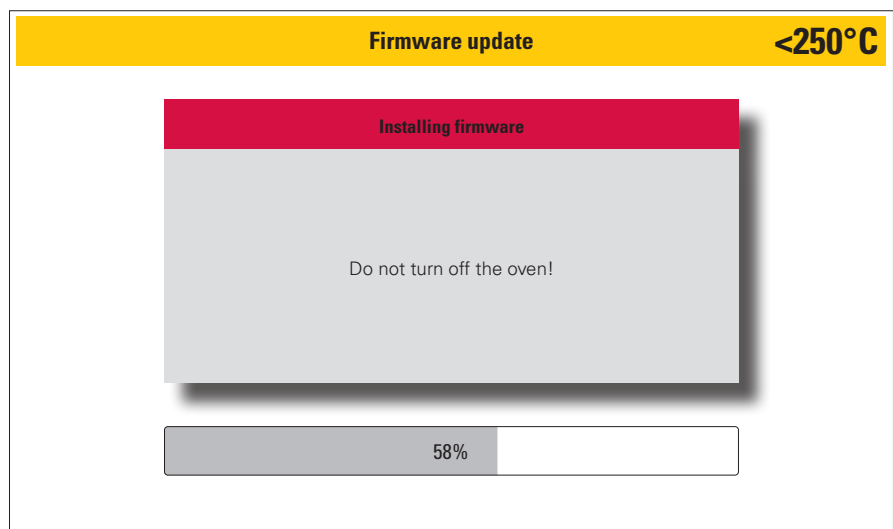 Firmware update
<250°C
Installing firmware
Do not turn off the oven!
58%